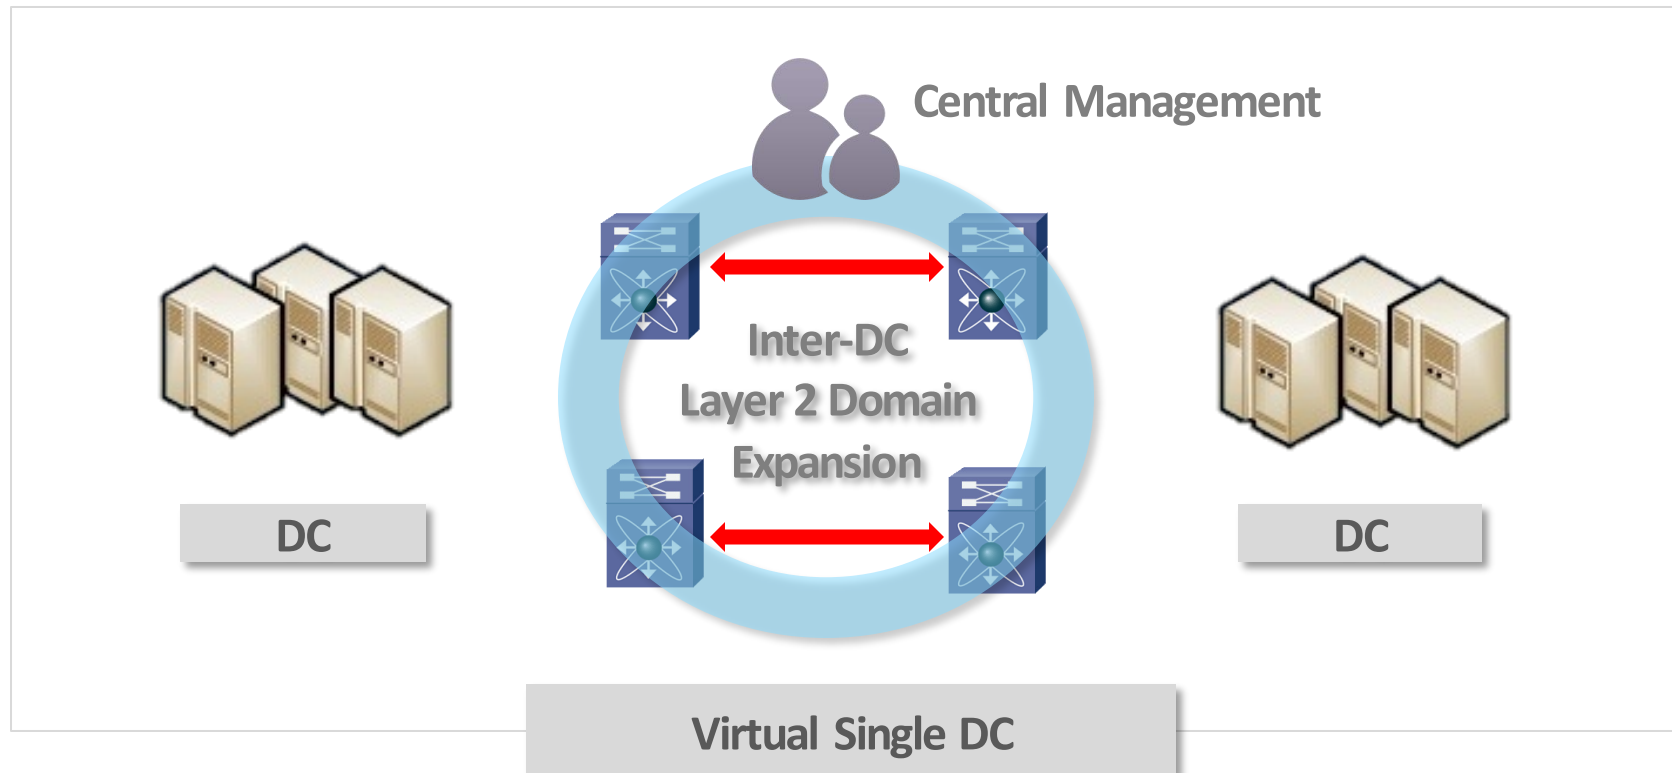 Central Management
Inter-DC
Layer 2 Domain
Expansion
DC
DC
Virtual Single DC